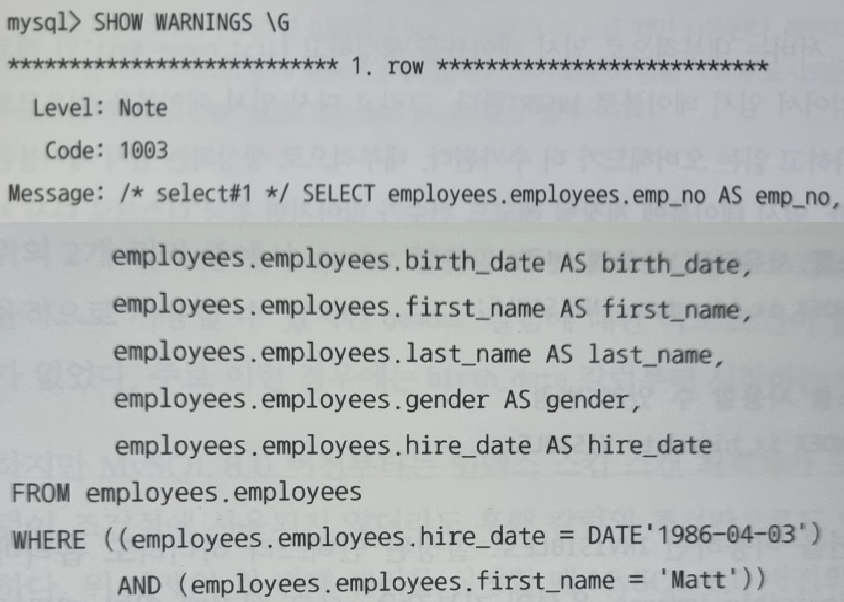 mysql> SHOW WARNINGS \G
*************************** 1. row ***************************
Level: Note
Code: 1003
Message: /* select#1 */ SELECT employees.employees.emp_no AS emp_no,
employees.employees.birth_date AS birth_date,
employees.employees.first_name AS first_name,
employees.employees.last_name AS last_name,
employees.employees.gender AS gender,
employees.employees.hire_date AS hire_date
FROM employees.employees
WHERE ((employees.employees.hire_date = DATE'1986-04-03')
AND (employees.employees.first_name = 'Matt'))